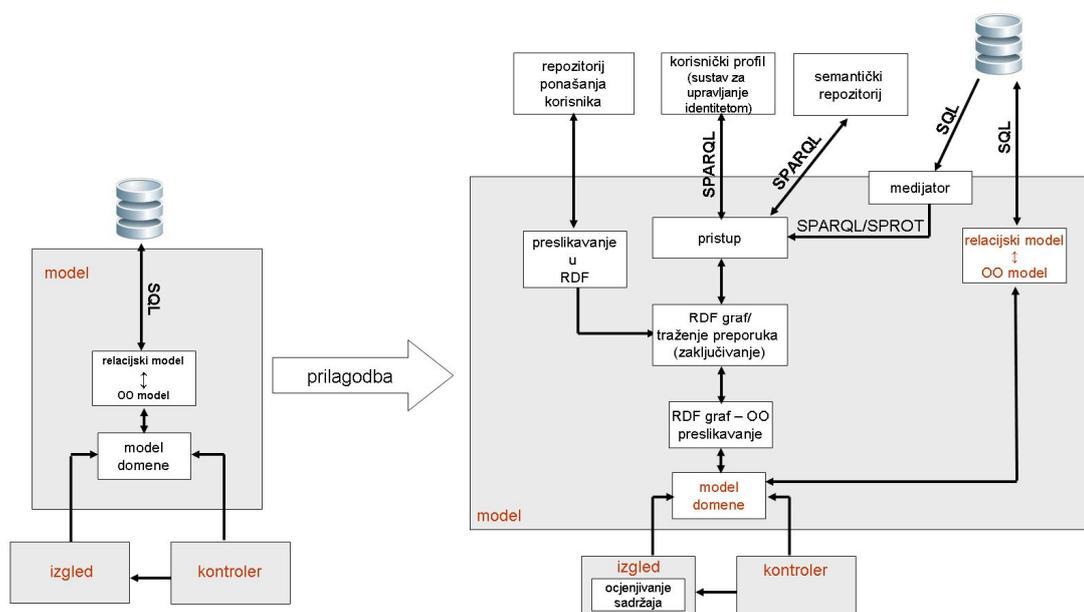 model
SQL
relacijski model
↕
OO model
model
domene
izgled
kontroler
prilagodba
repozitorij
ponašanja
korisnika
korisnički profil
(sustav za
upravljanje
identitetom)
semantički
repozitorij
SPARQL
SPARQL
SQL
SQL
medijator
SPARQL/SPROT
preslikavanje
u
RDF
pristup
relacijski model
↕
OO model
RDF graf/
traženje preporuka
(zaključivanje)
RDF graf – OO
preslikavanje
model
domene
model
izgled
ocjenjivanje
sadržaja
kontroler